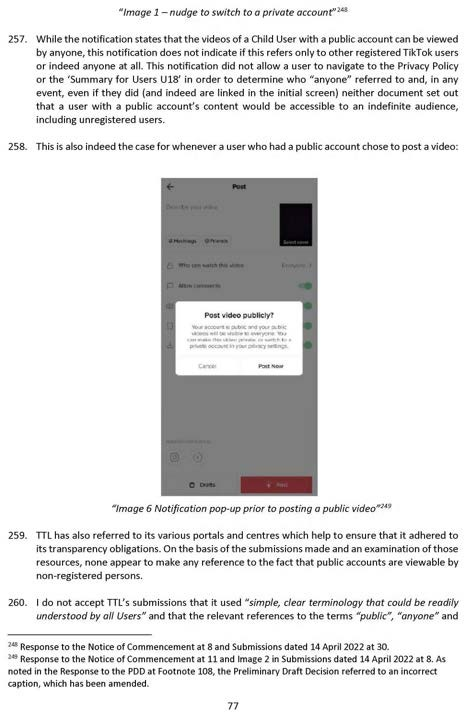 "Image 1 – nudge to switch to a private account"248
257. While the notification states that the videos of a Child User with a public account can be viewed
by anyone, this notification does not indicate if this refers only to other registered TikTok users
or indeed anyone at all. This notification did not allow a user to navigate to the Privacy Policy
or the 'Summary for Users U18' in order to determine who "anyone" referred to and, in any
event, even if they did (and indeed are linked in the initial screen) neither document set out
that a user with a public account's content would be accessible to an indefinite audience,
including unregistered users.
258. This is also indeed the case for whenever a user who had a public account chose to post a video:
Post
Describe your video
# Hashtags @ Friends
Select cover
Who can watch this video Everyone
Allow comments
Post video publicly?
Your account is public and your public
videos will be visible to everyone. You
can make this video private, or switch to a
private account in your privacy settings.
Cancel Post Now
Drafts Post
"Image 6 Notification pop-up prior to posting a public video"249
259. TTL has also referred to its various portals and centres which help to ensure that it adhered to
its transparency obligations. On the basis of the submissions made and an examination of those
resources, none appear to make any reference to the fact that public accounts are viewable by
non-registered persons.
260. I do not accept TTL's submissions that it used "simple, clear terminology that could be readily
understood by all Users" and that the relevant references to the terms "public", "anyone" and
248 Response to the Notice of Commencement at 8 and Submissions dated 14 April 2022 at 30.
249 Response to the Notice of Commencement at 11 and Image 2 in Submissions dated 14 April 2022 at 8. As
noted in the Response to the PDD at Footnote 108, the Preliminary Draft Decision referred to an incorrect
caption, which has been amended.
77